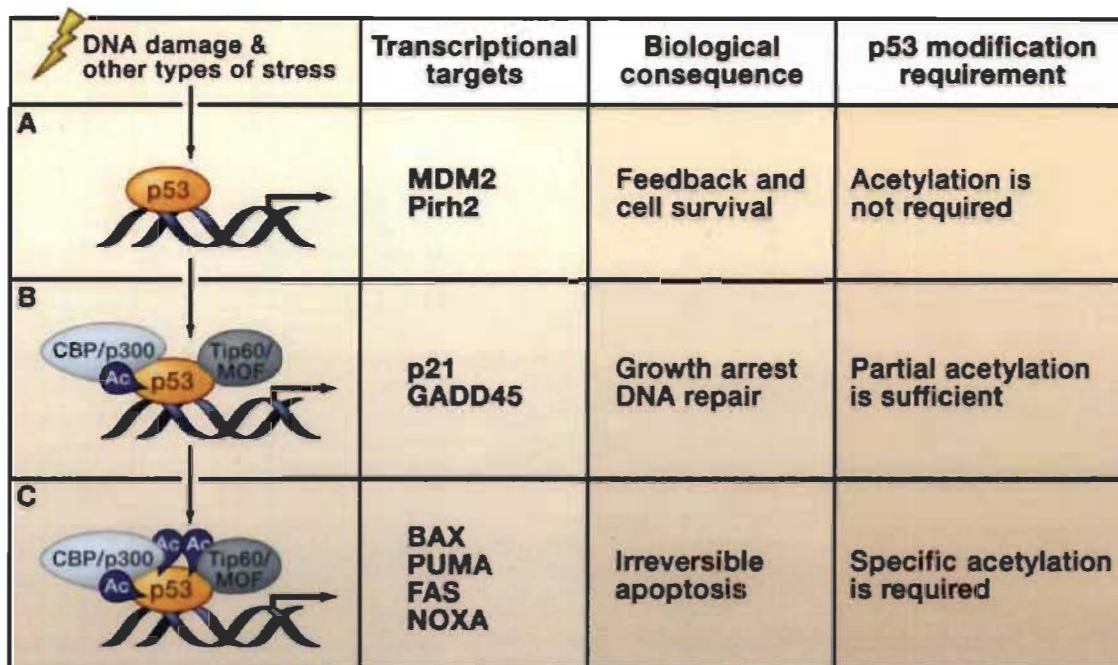 DNA damage &
other types of stress
Transcriptional
targets
Biological
consequence
p53 modification
requirement
A
p53
MDM2
Pirh2
Feedback and
cell survival
Acetylation is
not required
B
CBP/p300
Tip60/
MOF
Ac
p53
p21
GADD45
Growth arrest
DNA repair
Partial acetylation
is sufficient
C
CBP/p300
Ac
Ac
Tip60/
MOF
Ac
p53
BAX
PUMA
FAS
NOXA
Irreversible
apoptosis
Specific acetylation
is required